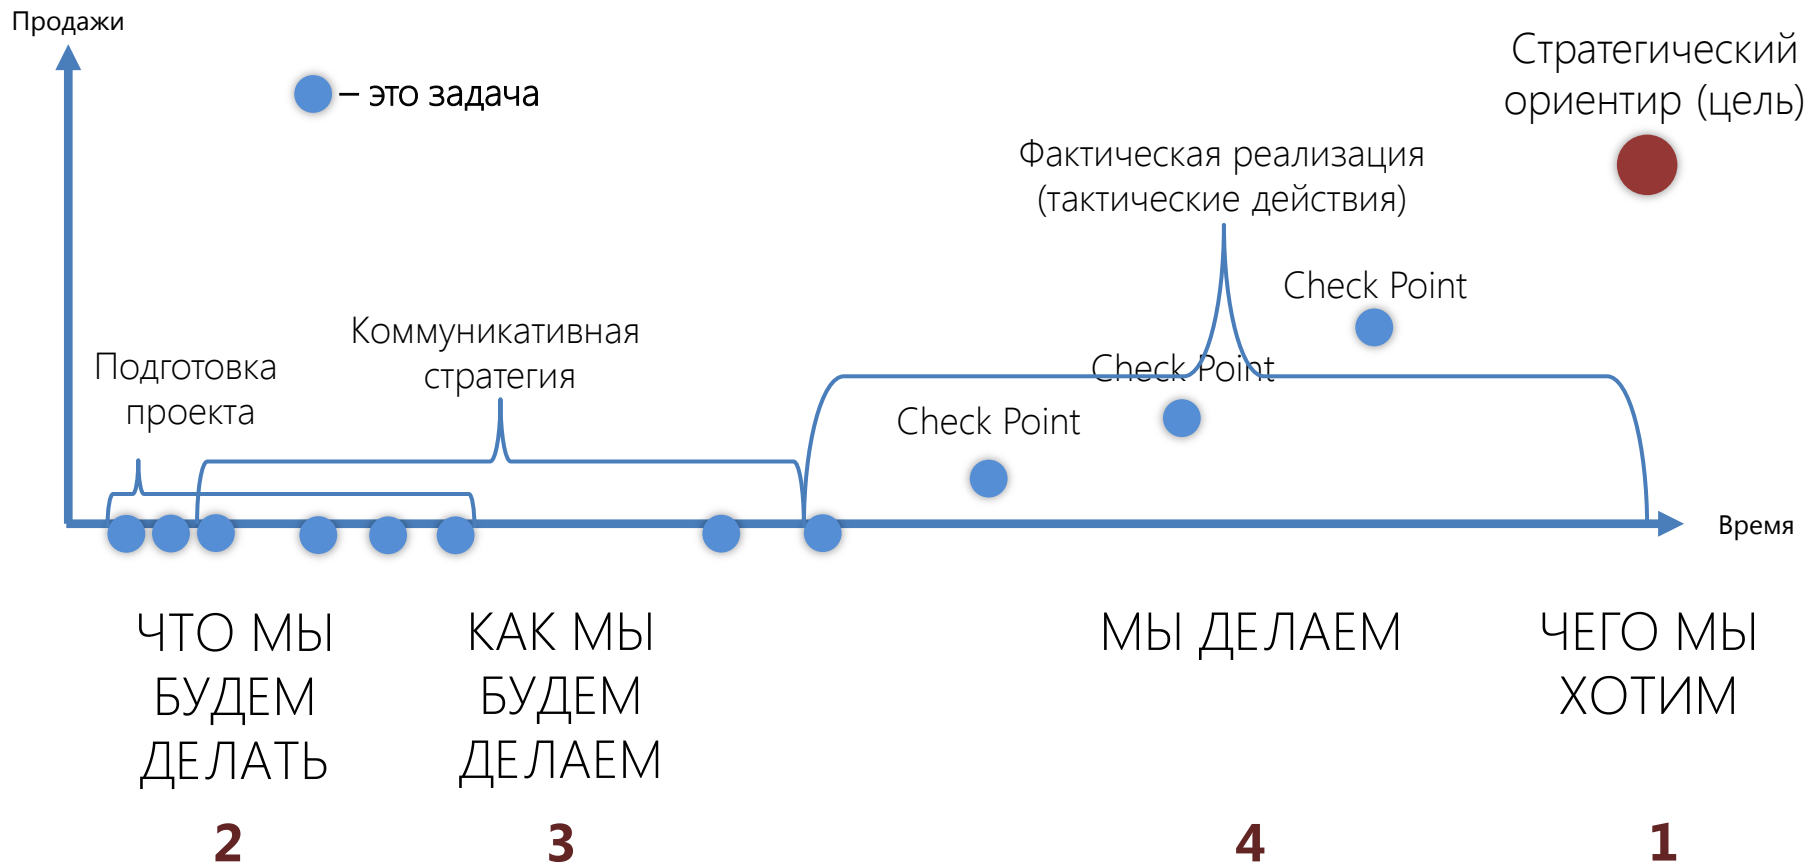 Продажи
– это задача
Стратегический
ориентир (цель)
Фактическая реализация
(тактические действия)
Check Point
Коммуникативная
стратегия
Подготовка
проекта
Check Point
Check Point
Время
ЧТО МЫ
БУДЕМ
ДЕЛАТЬ
КАК МЫ
БУДЕМ
ДЕЛАЕМ
МЫ ДЕЛАЕМ
ЧЕГО МЫ
ХОТИМ
2
3
4
1